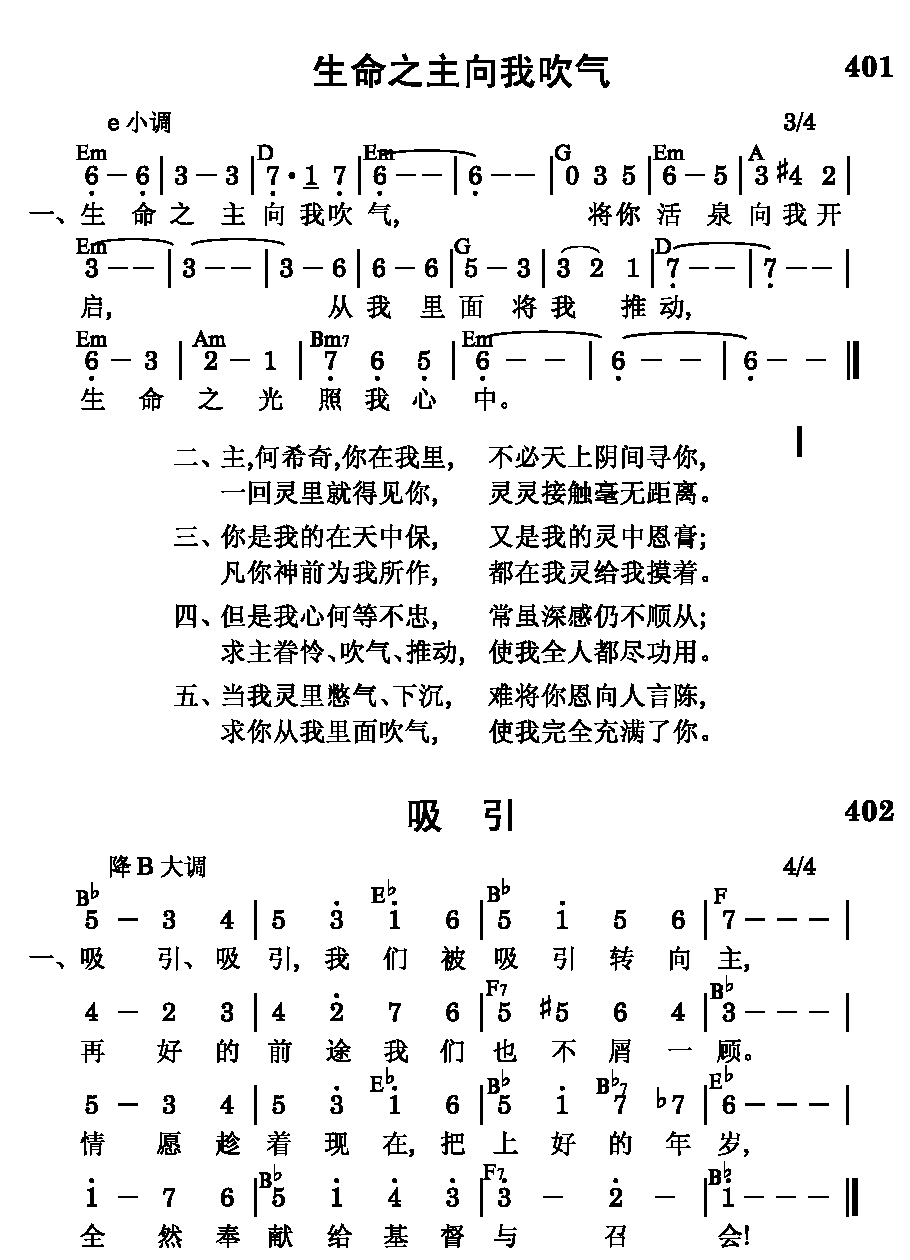 生命之主向我吹气 401
e小调 3/4
Em D Em G Em A
6 - 6 | 3 - 3 | 7 · 1 7 | 6 - - | 6 - - | 0 3 5 | 6 - 5 | 3 #4 2 |
一、生 命 之 主 向 我 吹 气, 将 你 活 泉 向 我 开
Em G D
3 - - | 3 - - | 3 - 6 | 6 - 6 | 5 - 3 | 3 2 1 | 7 - - | 7 - - |
启, 从 我 里 面 将 我 推 动,
Em Am Bm7 Em
6 - 3 | 2 - 1 | 7 6 5 | 6 - - | 6 - - | 6 - - ‖
生 命 之 光 照 我 心 中。
二、主,何希奇,你在我里, 不必天上阴间寻你,
一回灵里就得见你, 灵灵接触毫无距离。
三、你是我的在天中保, 又是我的灵中恩膏;
凡你神前为我所作, 都在我灵给我摸着。
四、但是我心何等不忠, 常虽深感仍不顺从;
求主眷怜、吹气、推动, 使我全人都尽功用。
五、当我灵里憋气、下沉, 难将你恩向人言陈,
求你从我里面吹气, 使我完全充满了你。
吸 引 402
降B大调 4/4
B♭ E♭ B♭ F
5 - 3 4 | 5 3 1 6 | 5 1 5 6 | 7 - - - |
一、吸 引、吸 引, 我 们 被 吸 引 转 向 主,
F7 B♭
4 - 2 3 | 4 2 7 6 | 5 #5 6 4 | 3 - - - |
再 好 的 前 途 我 们 也 不 屑 一 顾。
E♭ B♭ B♭7 E♭
5 - 3 4 | 5 3 1 6 | 5 1 7 ♭7 | 6 - - - |
情 愿 趁 着 现 在, 把 上 好 的 年 岁,
B♭ F7 B♭
1 - 7 6 | 5 1 4 3 | 3 - 2 - | 1 - - - ‖
全 然 奉 献 给 基 督 与 召 会!